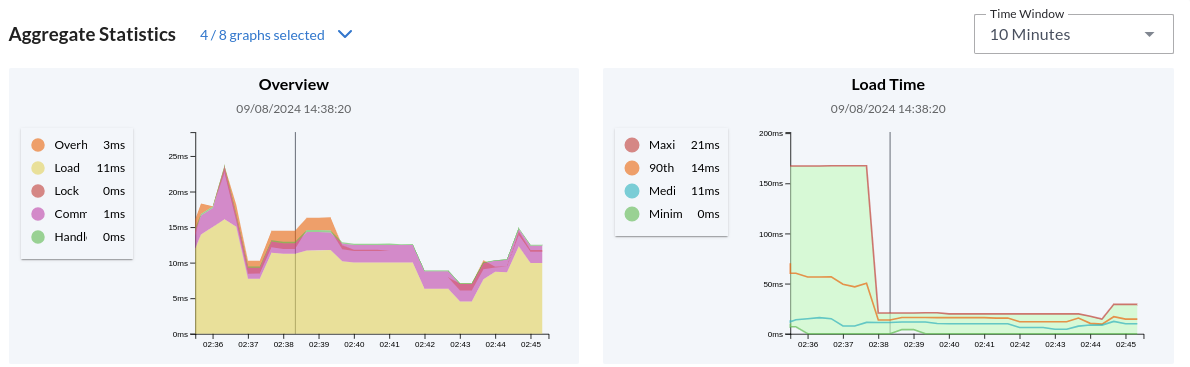 Aggregate Statistics
4 / 8 graphs selected
Time Window
10 Minutes
Overview
09/08/2024 14:38:20
Overh 3ms
Load 11ms
Lock 0ms
Comm 1ms
Handl 0ms
25ms
20ms
15ms
10ms
5ms
0ms
02:36 02:37 02:38 02:39 02:40 02:41 02:42 02:43 02:44 02:45
Load Time
09/08/2024 14:38:20
Maxi 21ms
90th 14ms
Medi 11ms
Minim 0ms
200ms
150ms
100ms
50ms
0ms
02:36 02:37 02:38 02:39 02:40 02:41 02:42 02:43 02:44 02:45